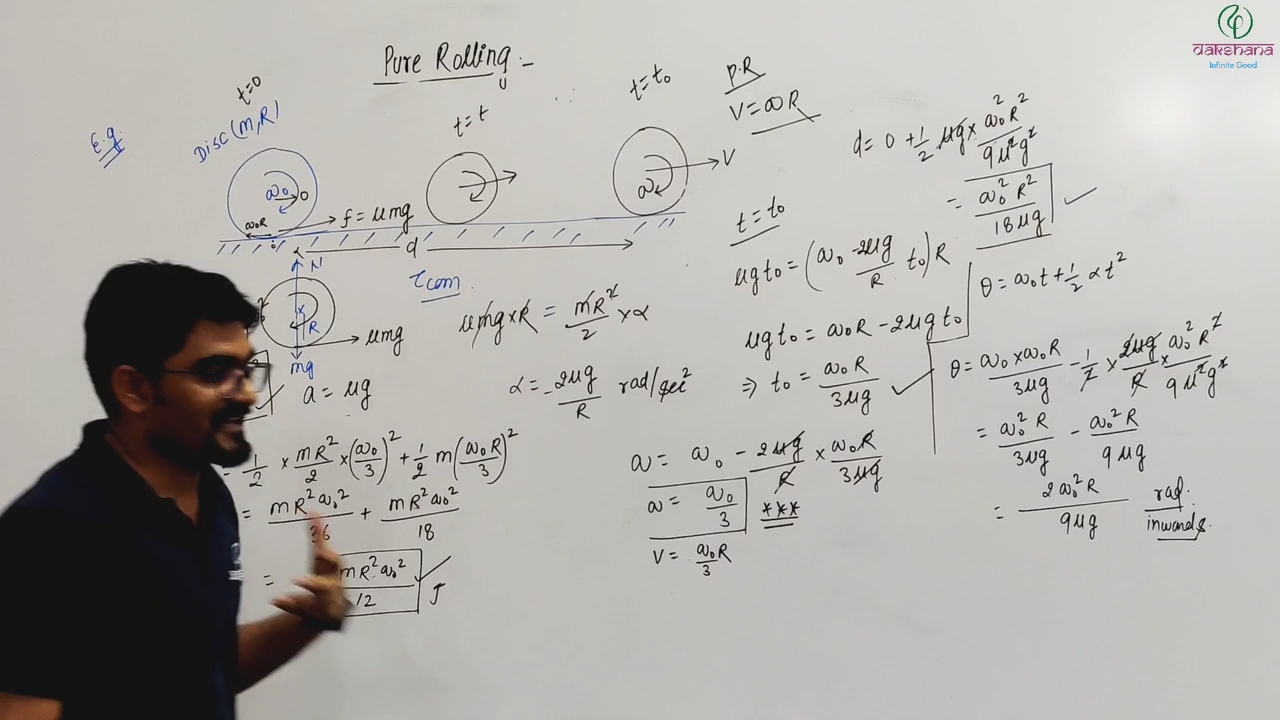 Pure Rolling :-
E.g.
t=0
Disc (m,R)
ω₀
0
ω₀R
f = μmg
t=t
t=t₀
V
ω
P.R
V = ωR
d
N
R
μmg
mg
a = μg
τcom
μmg×R = mR²/2 × α
α = -2μg/R rad/sec²
t=t₀
μgt₀ = (ω₀ - 2μg/R t₀)R
μgt₀ = ω₀R - 2μgt₀
⇒ t₀ = ω₀R/3μg
ω = ω₀ - 2μg/R × ω₀R/3μg
ω = ω₀/3 ***
V = ω₀R/3
1/2 × mR²/2 × (ω₀/3)² + 1/2 m(ω₀R/3)²
= mR²ω₀²/36 + mR²ω₀²/18
= mR²ω₀²/12 J
d = 0 + 1/2 μg × ω₀²R²/9μ²g²
= ω₀²R²/18μg
θ = ω₀t + 1/2 αt²
θ = ω₀×ω₀R/3μg - 1/2 × 2μg/R × ω₀²R²/9μ²g²
= ω₀²R/3μg - ω₀²R/9μg
= 2ω₀²R/9μg rad.
inwards.
dakshana
Infinite Good